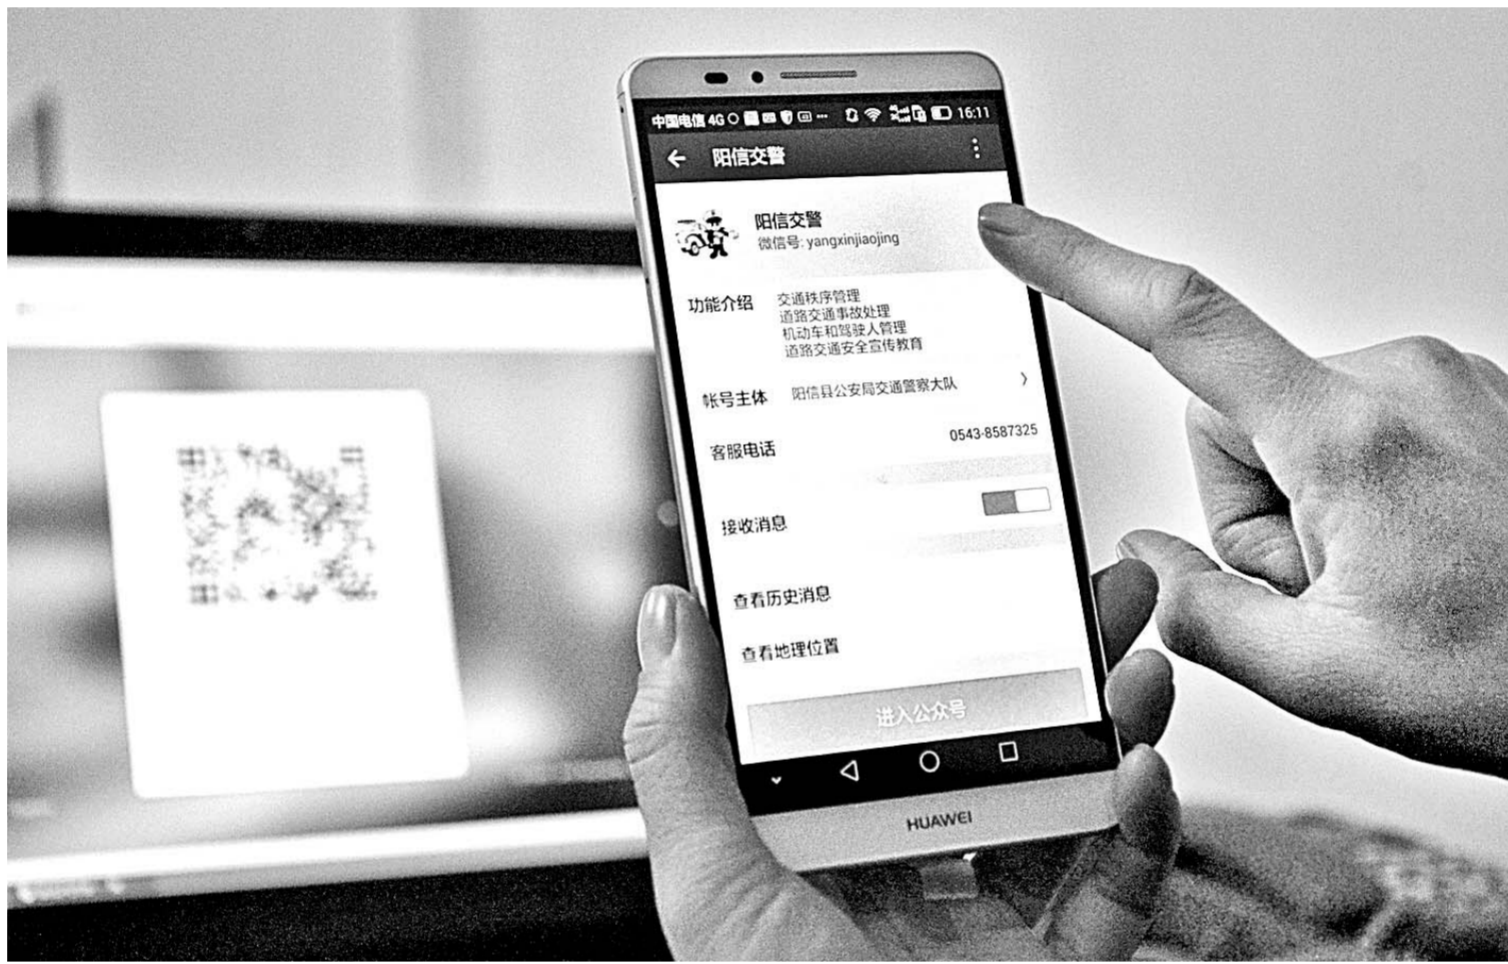 中国电信 4G 16:11
阳信交警
阳信交警
微信号: yangxinjiaojing
功能介绍 交通秩序管理
道路交通事故处理
机动车和驾驶人管理
道路交通安全宣传教育
帐号主体 阳信县公安局交通警察大队
客服电话 0543-8587325
接收消息
查看历史消息
查看地理位置
进入公众号
HUAWEI